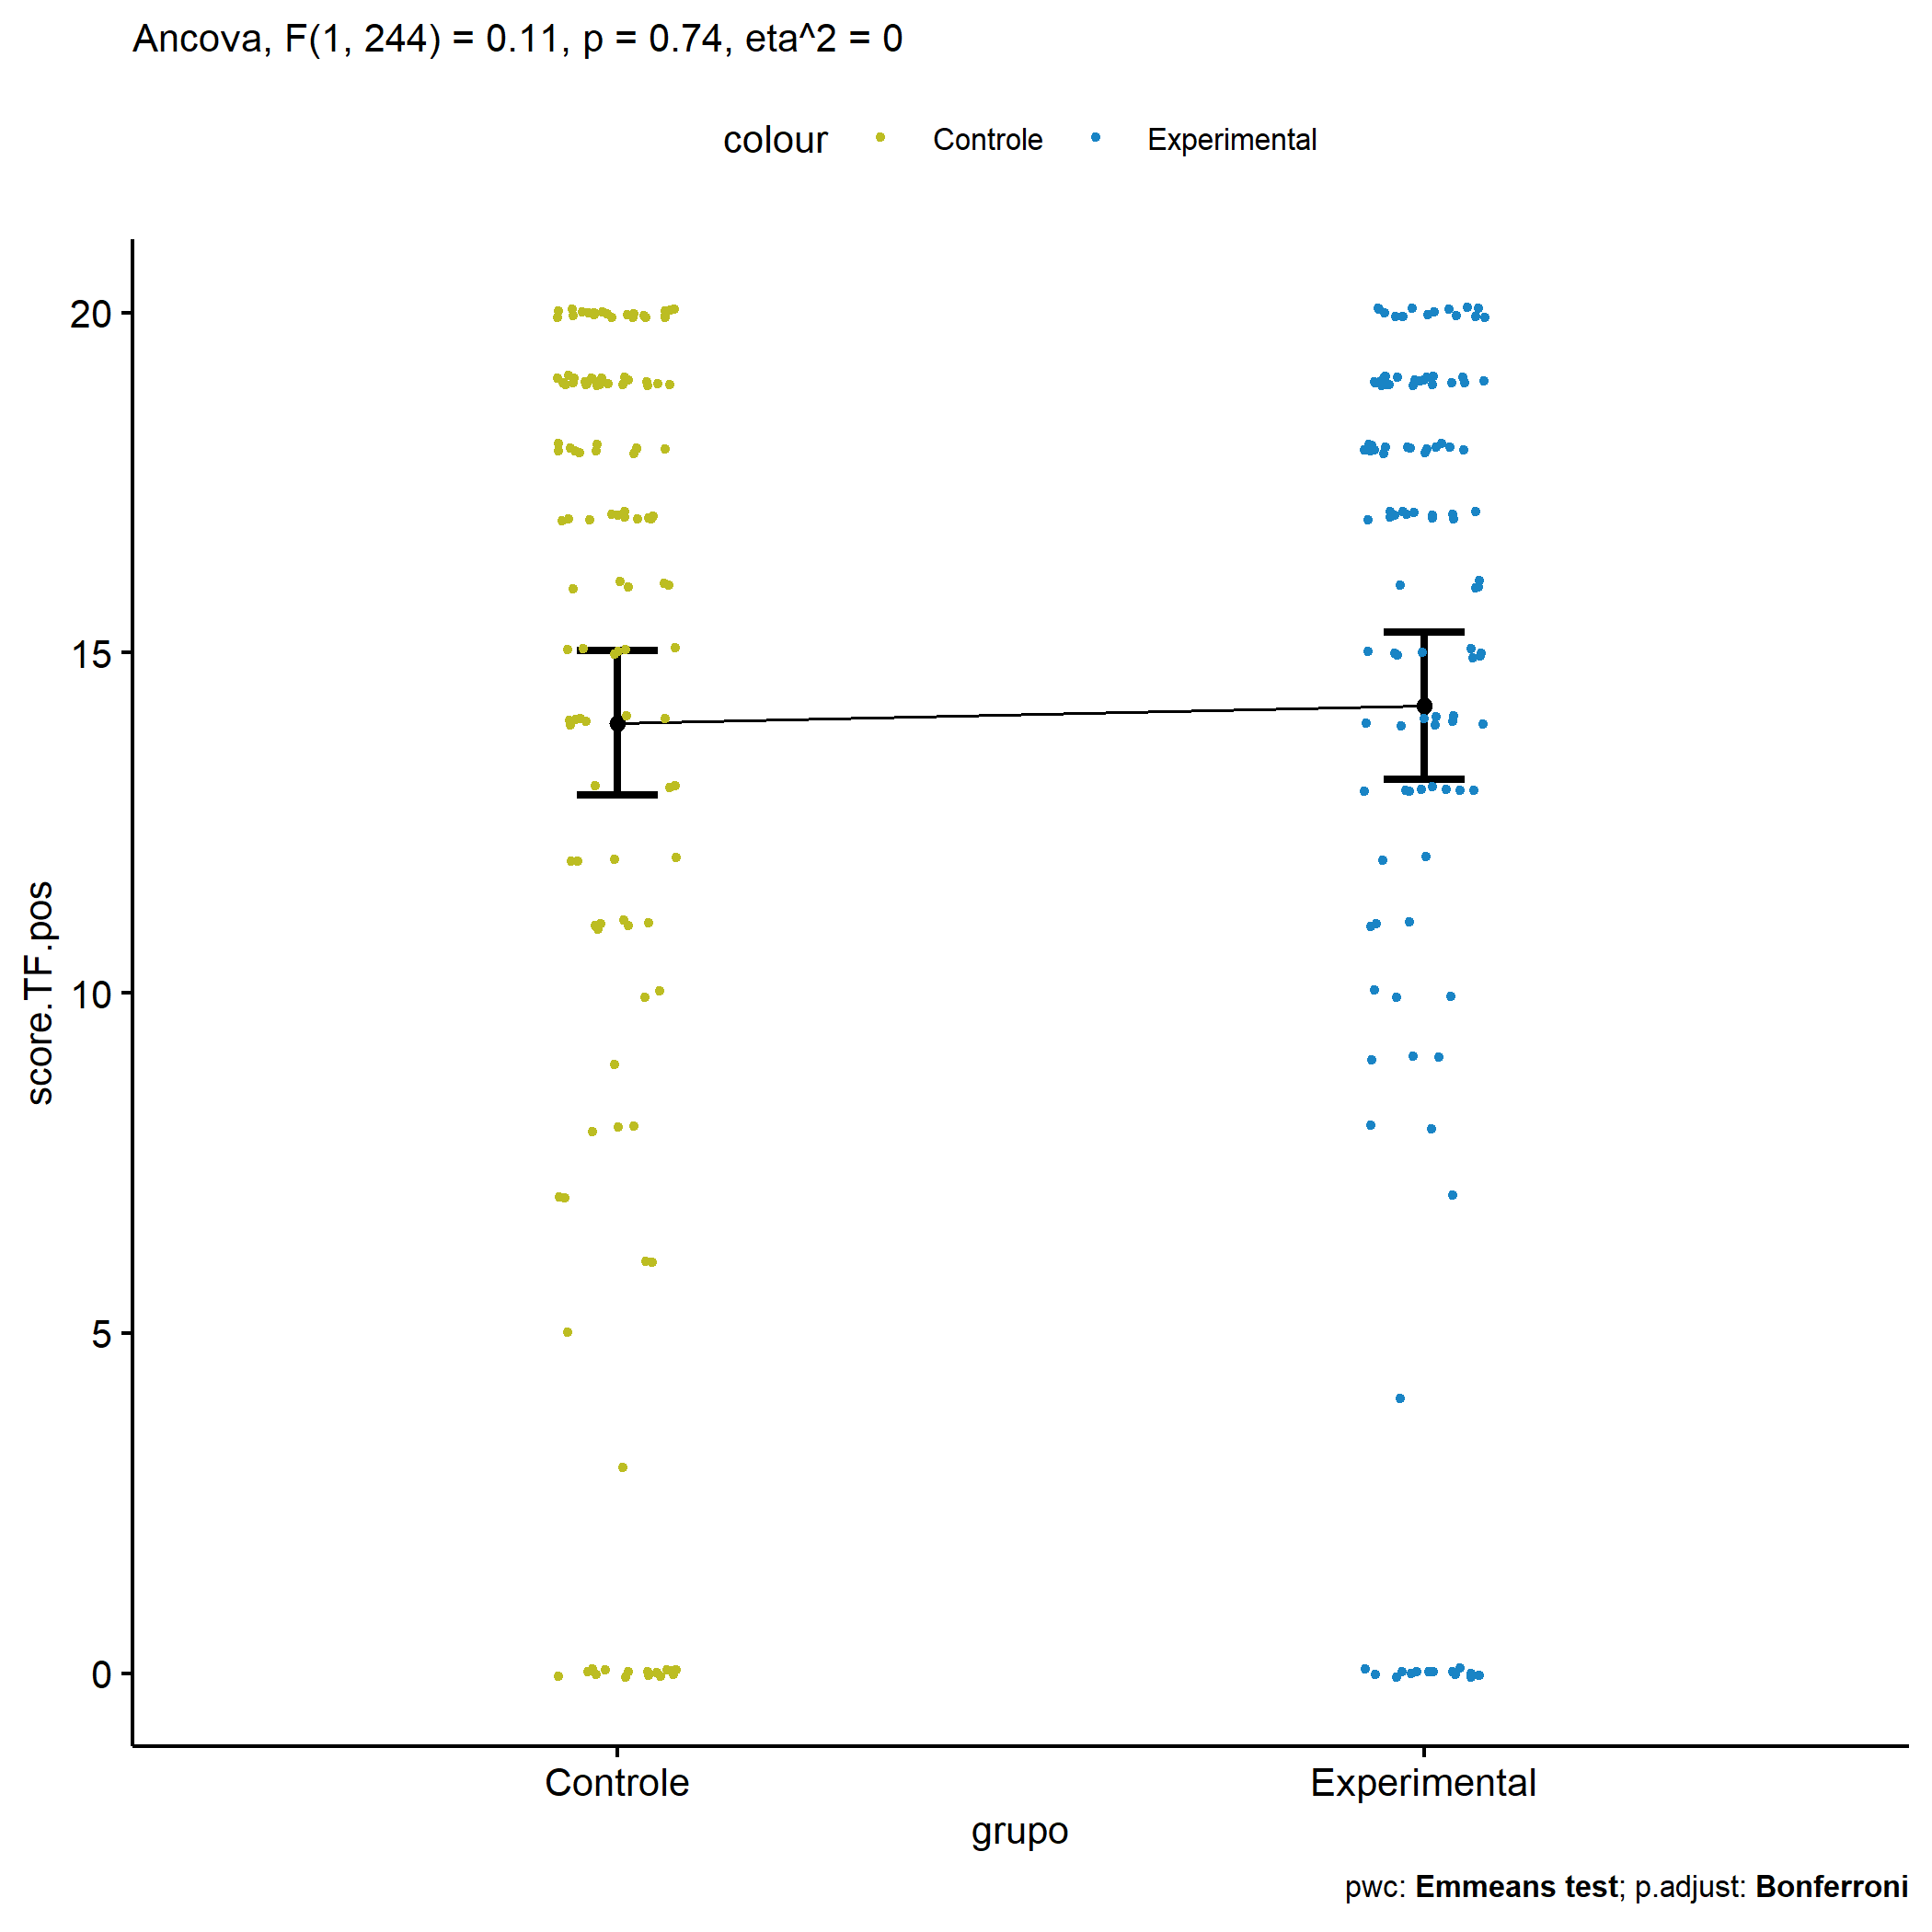 Ancova, F(1, 244) = 0.11, p = 0.74, eta^2 = 0
colour Controle Experimental
20
15
10
5
0
score.TF.pos
Controle Experimental
grupo
pwc: Emmeans test; p.adjust: Bonferroni